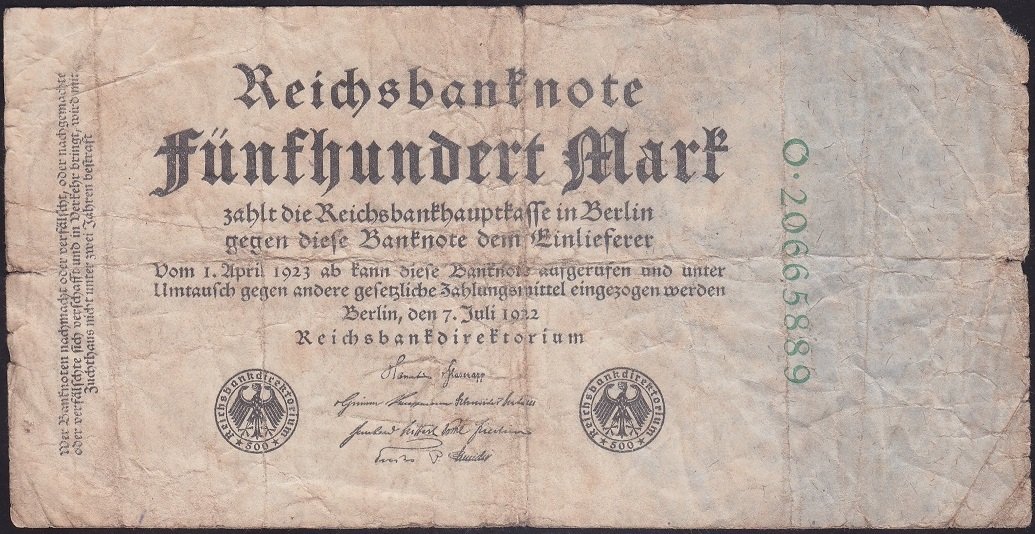 Reichsbanknote
Fünfhundert Mark
zahlt die Reichsbankhauptkasse in Berlin
gegen diese Banknote dem Einlieferer
Vom 1. April 1923 ab kann diese Banknote aufgerufen und unter
Umtausch gegen andere gesetzliche Zahlungsmittel eingezogen werden
Berlin, den 7. Juli 1922
Reichsbankdirektorium
Reichsbankdirektorium
500
Reichsbankdirektorium
500
Wer Banknoten nachmacht oder verfälscht, oder nachgemachte
oder verfälschte sich verschafft und in Verkehr bringt, wird mit
Zuchthaus nicht unter zwei Jahren bestraft
O·20665889